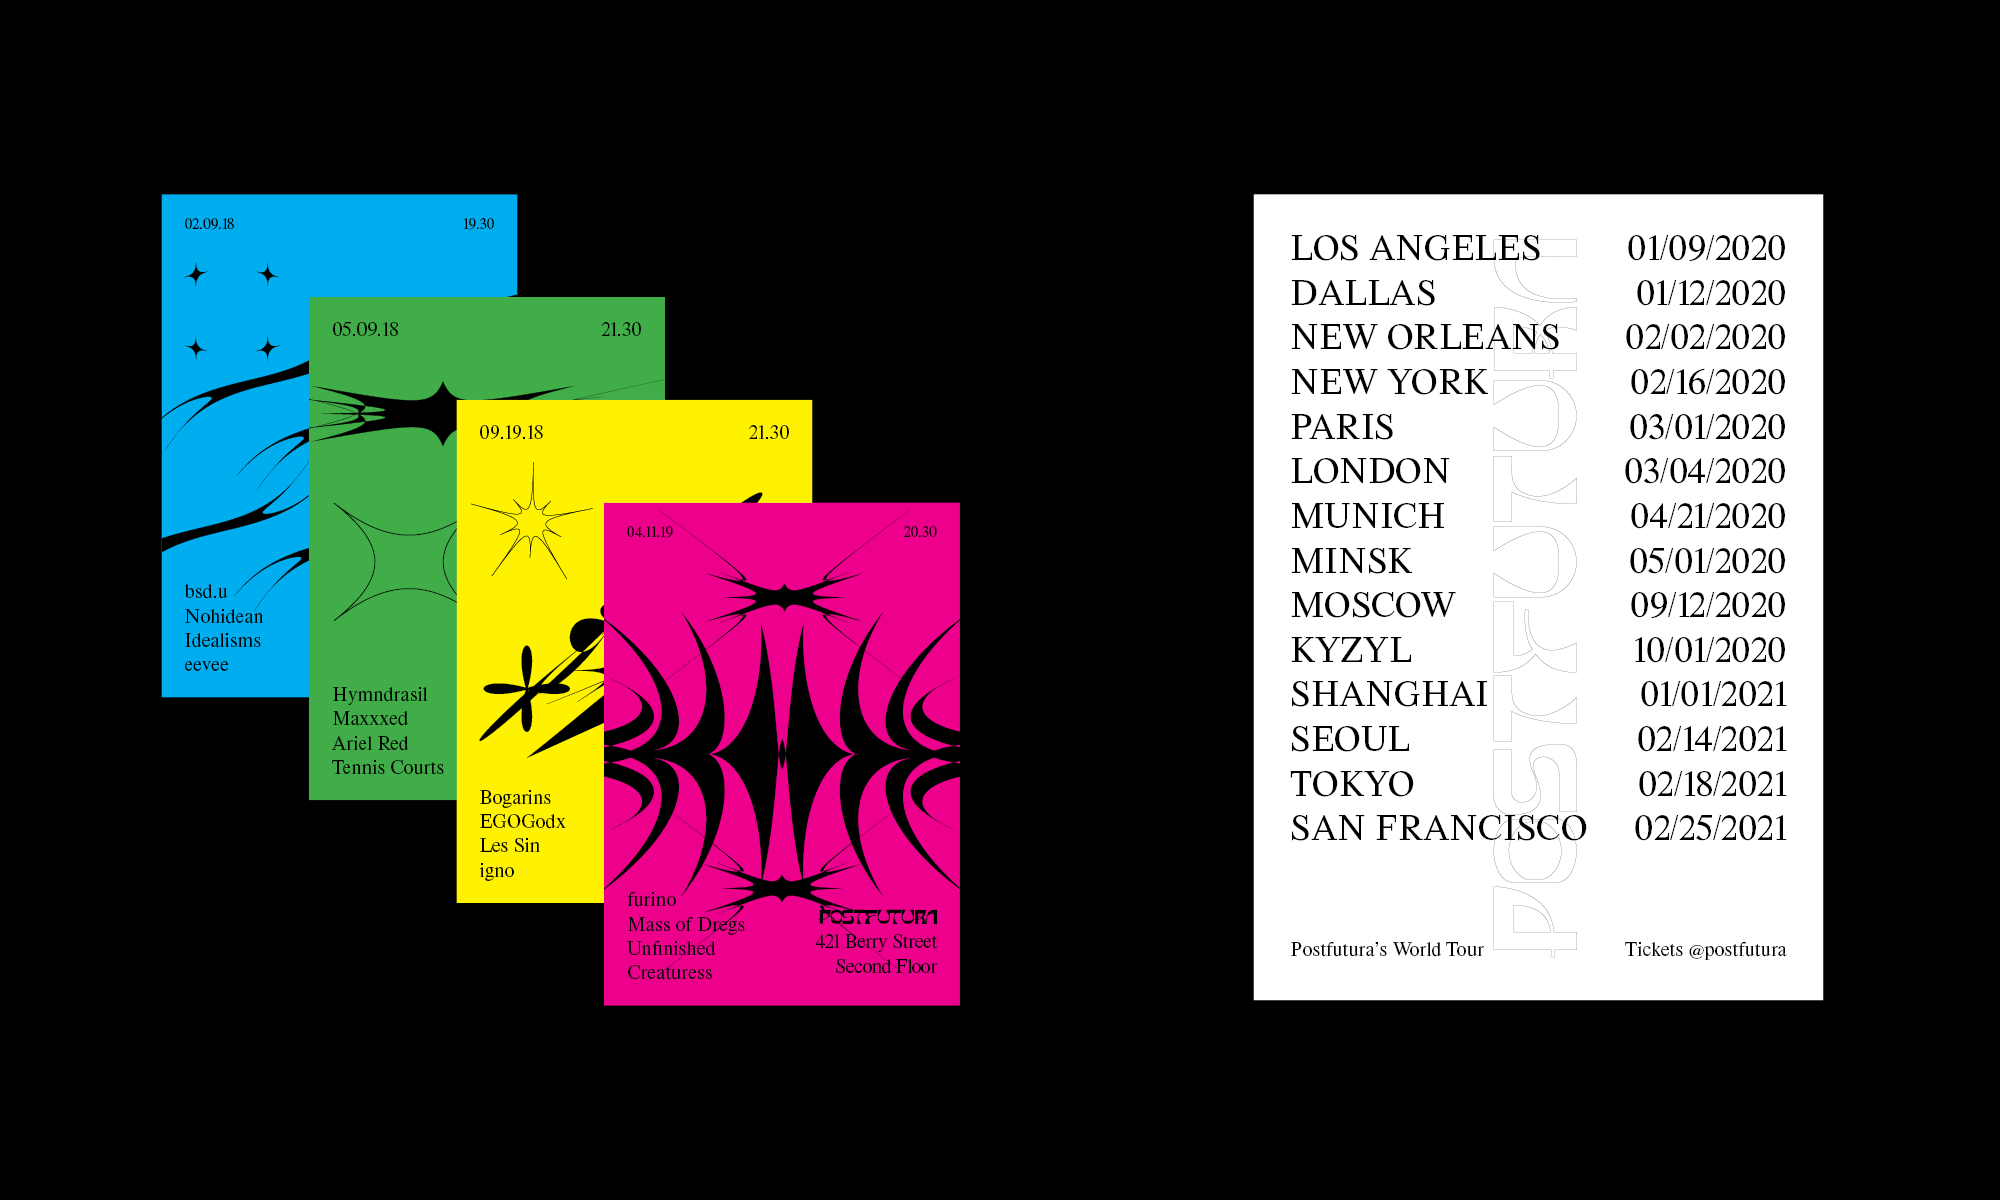 02.09.18 19.30
bsd.u
Nohidean
Idealisms
eevee
05.09.18 21.30
Hymndrasil
Maxxxed
Ariel Red
Tennis Courts
09.19.18 21.30
Bogarins
EGOGodx
Les Sin
igno
04.11.19 20.30
furino
Mass of Dregs
Unfinished
Creaturess
POSTFUTURA
421 Berry Street
Second Floor
LOS ANGELES 01/09/2020
DALLAS 01/12/2020
NEW ORLEANS 02/02/2020
NEW YORK 02/16/2020
PARIS 03/01/2020
LONDON 03/04/2020
MUNICH 04/21/2020
MINSK 05/01/2020
MOSCOW 09/12/2020
KYZYL 10/01/2020
SHANGHAI 01/01/2021
SEOUL 02/14/2021
TOKYO 02/18/2021
SAN FRANCISCO 02/25/2021
POSTFUTURA
Postfutura’s World Tour Tickets @postfutura